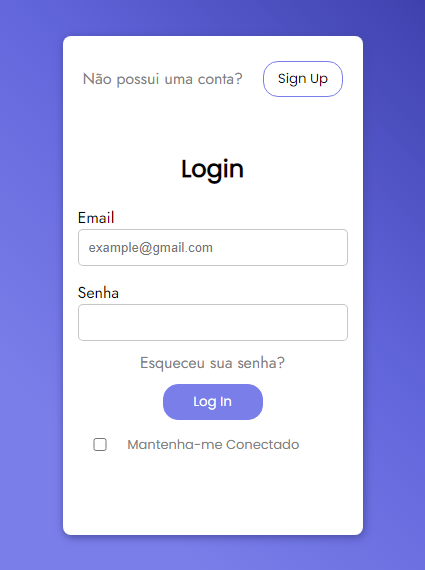 Não possui uma conta? Sign Up
Login
Email
example@gmail.com
Senha
Esqueceu sua senha?
Log In
Mantenha-me Conectado